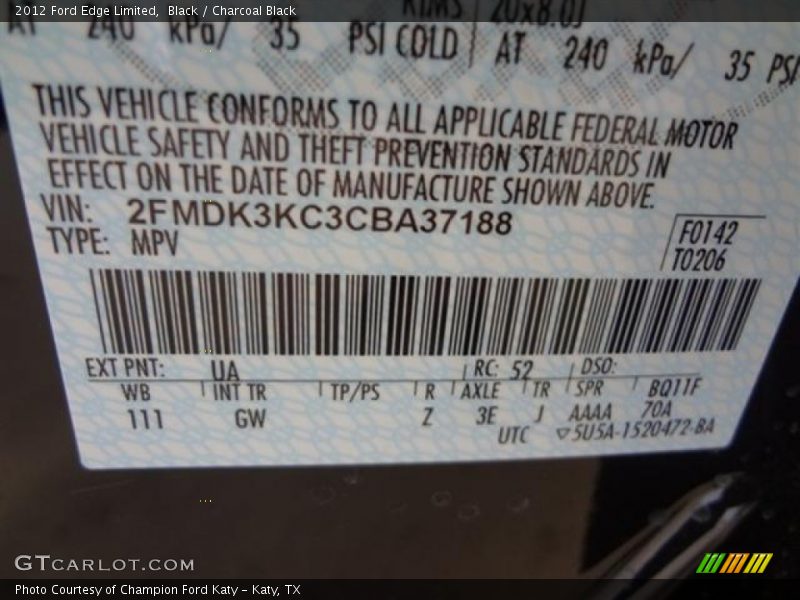 2012 Ford Edge Limited, Black / Charcoal Black
RIMS 20x8.0J
AT 240 kPa/ 35 PSI COLD AT 240 kPa/ 35 PSI
THIS VEHICLE CONFORMS TO ALL APPLICABLE FEDERAL MOTOR
VEHICLE SAFETY AND THEFT PREVENTION STANDARDS IN
EFFECT ON THE DATE OF MANUFACTURE SHOWN ABOVE.
VIN: 2FMDK3KC3CBA37188
TYPE: MPV
F0142
T0206
EXT PNT: UA RC: 52 DSO:
WB INT TR TP/PS R AXLE TR SPR BQ11F
111 GW Z 3E J AAAA 70A
UTC ▽5U5A-1520472-BA
GTCARLOT.COM
Photo Courtesy of Champion Ford Katy – Katy, TX